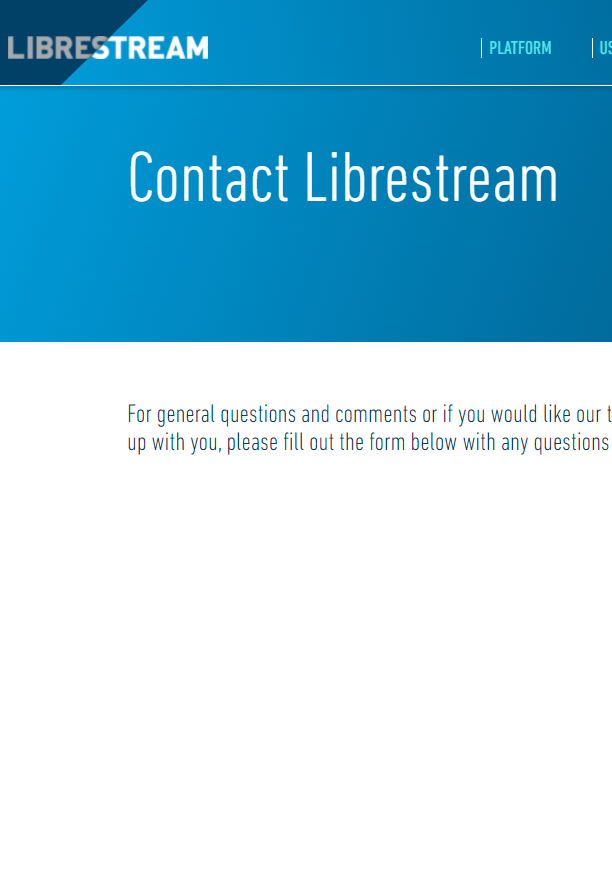 LIBRESTREAM
PLATFORM
US
Contact Librestream
For general questions and comments or if you would like our t
up with you, please fill out the form below with any questions